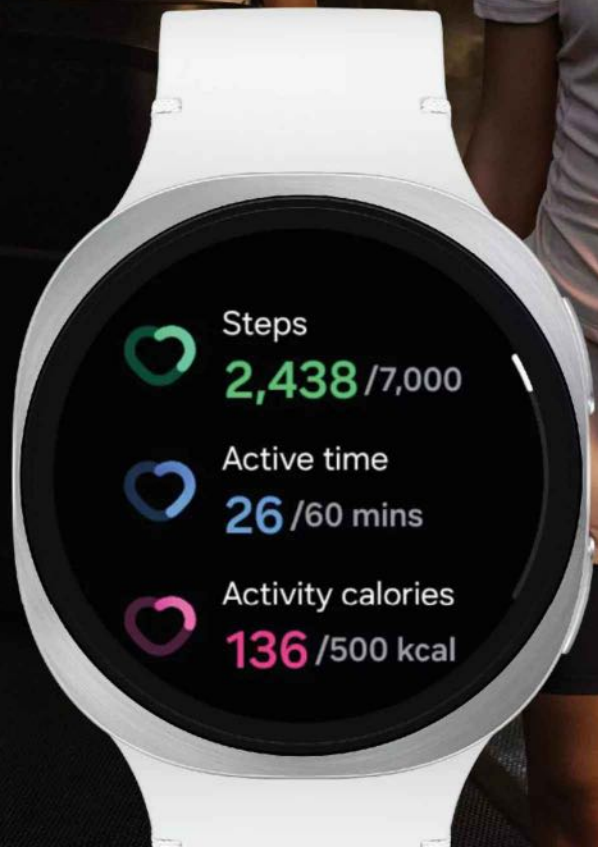 Steps
2,438/7,000
Active time
26/60 mins
Activity calories
136/500 kcal